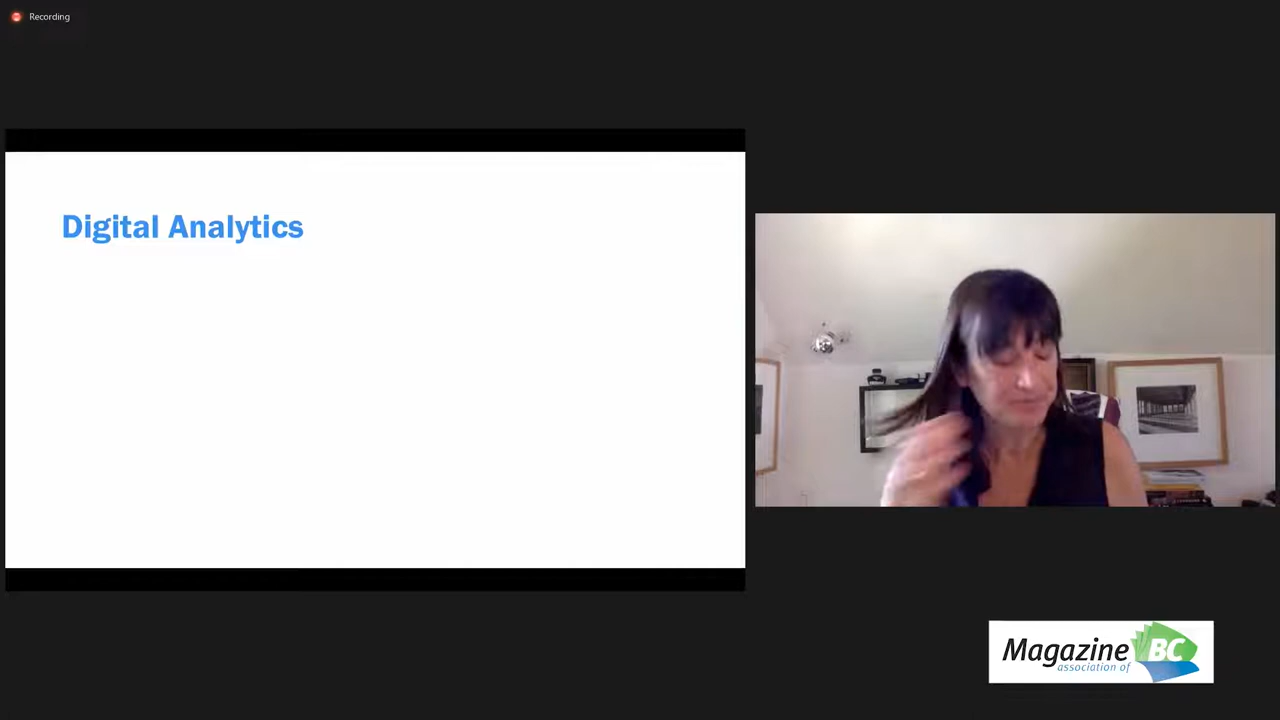 Recording
Digital Analytics
Magazine
association of
BC